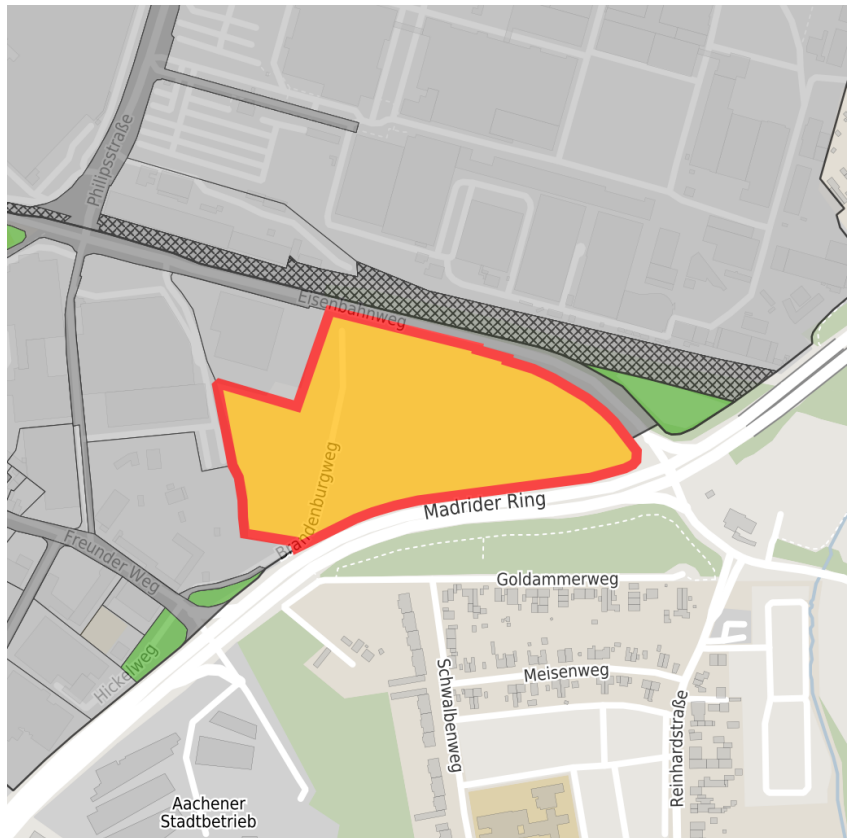 Philipsstraße
Eisenbahnweg
Brandenburgweg
Madrider Ring
Freunder Weg
Goldammerweg
Hickelweg
Schwalbenweg
Meisenweg
Reinhardstraße
Aachener
Stadtbetrieb